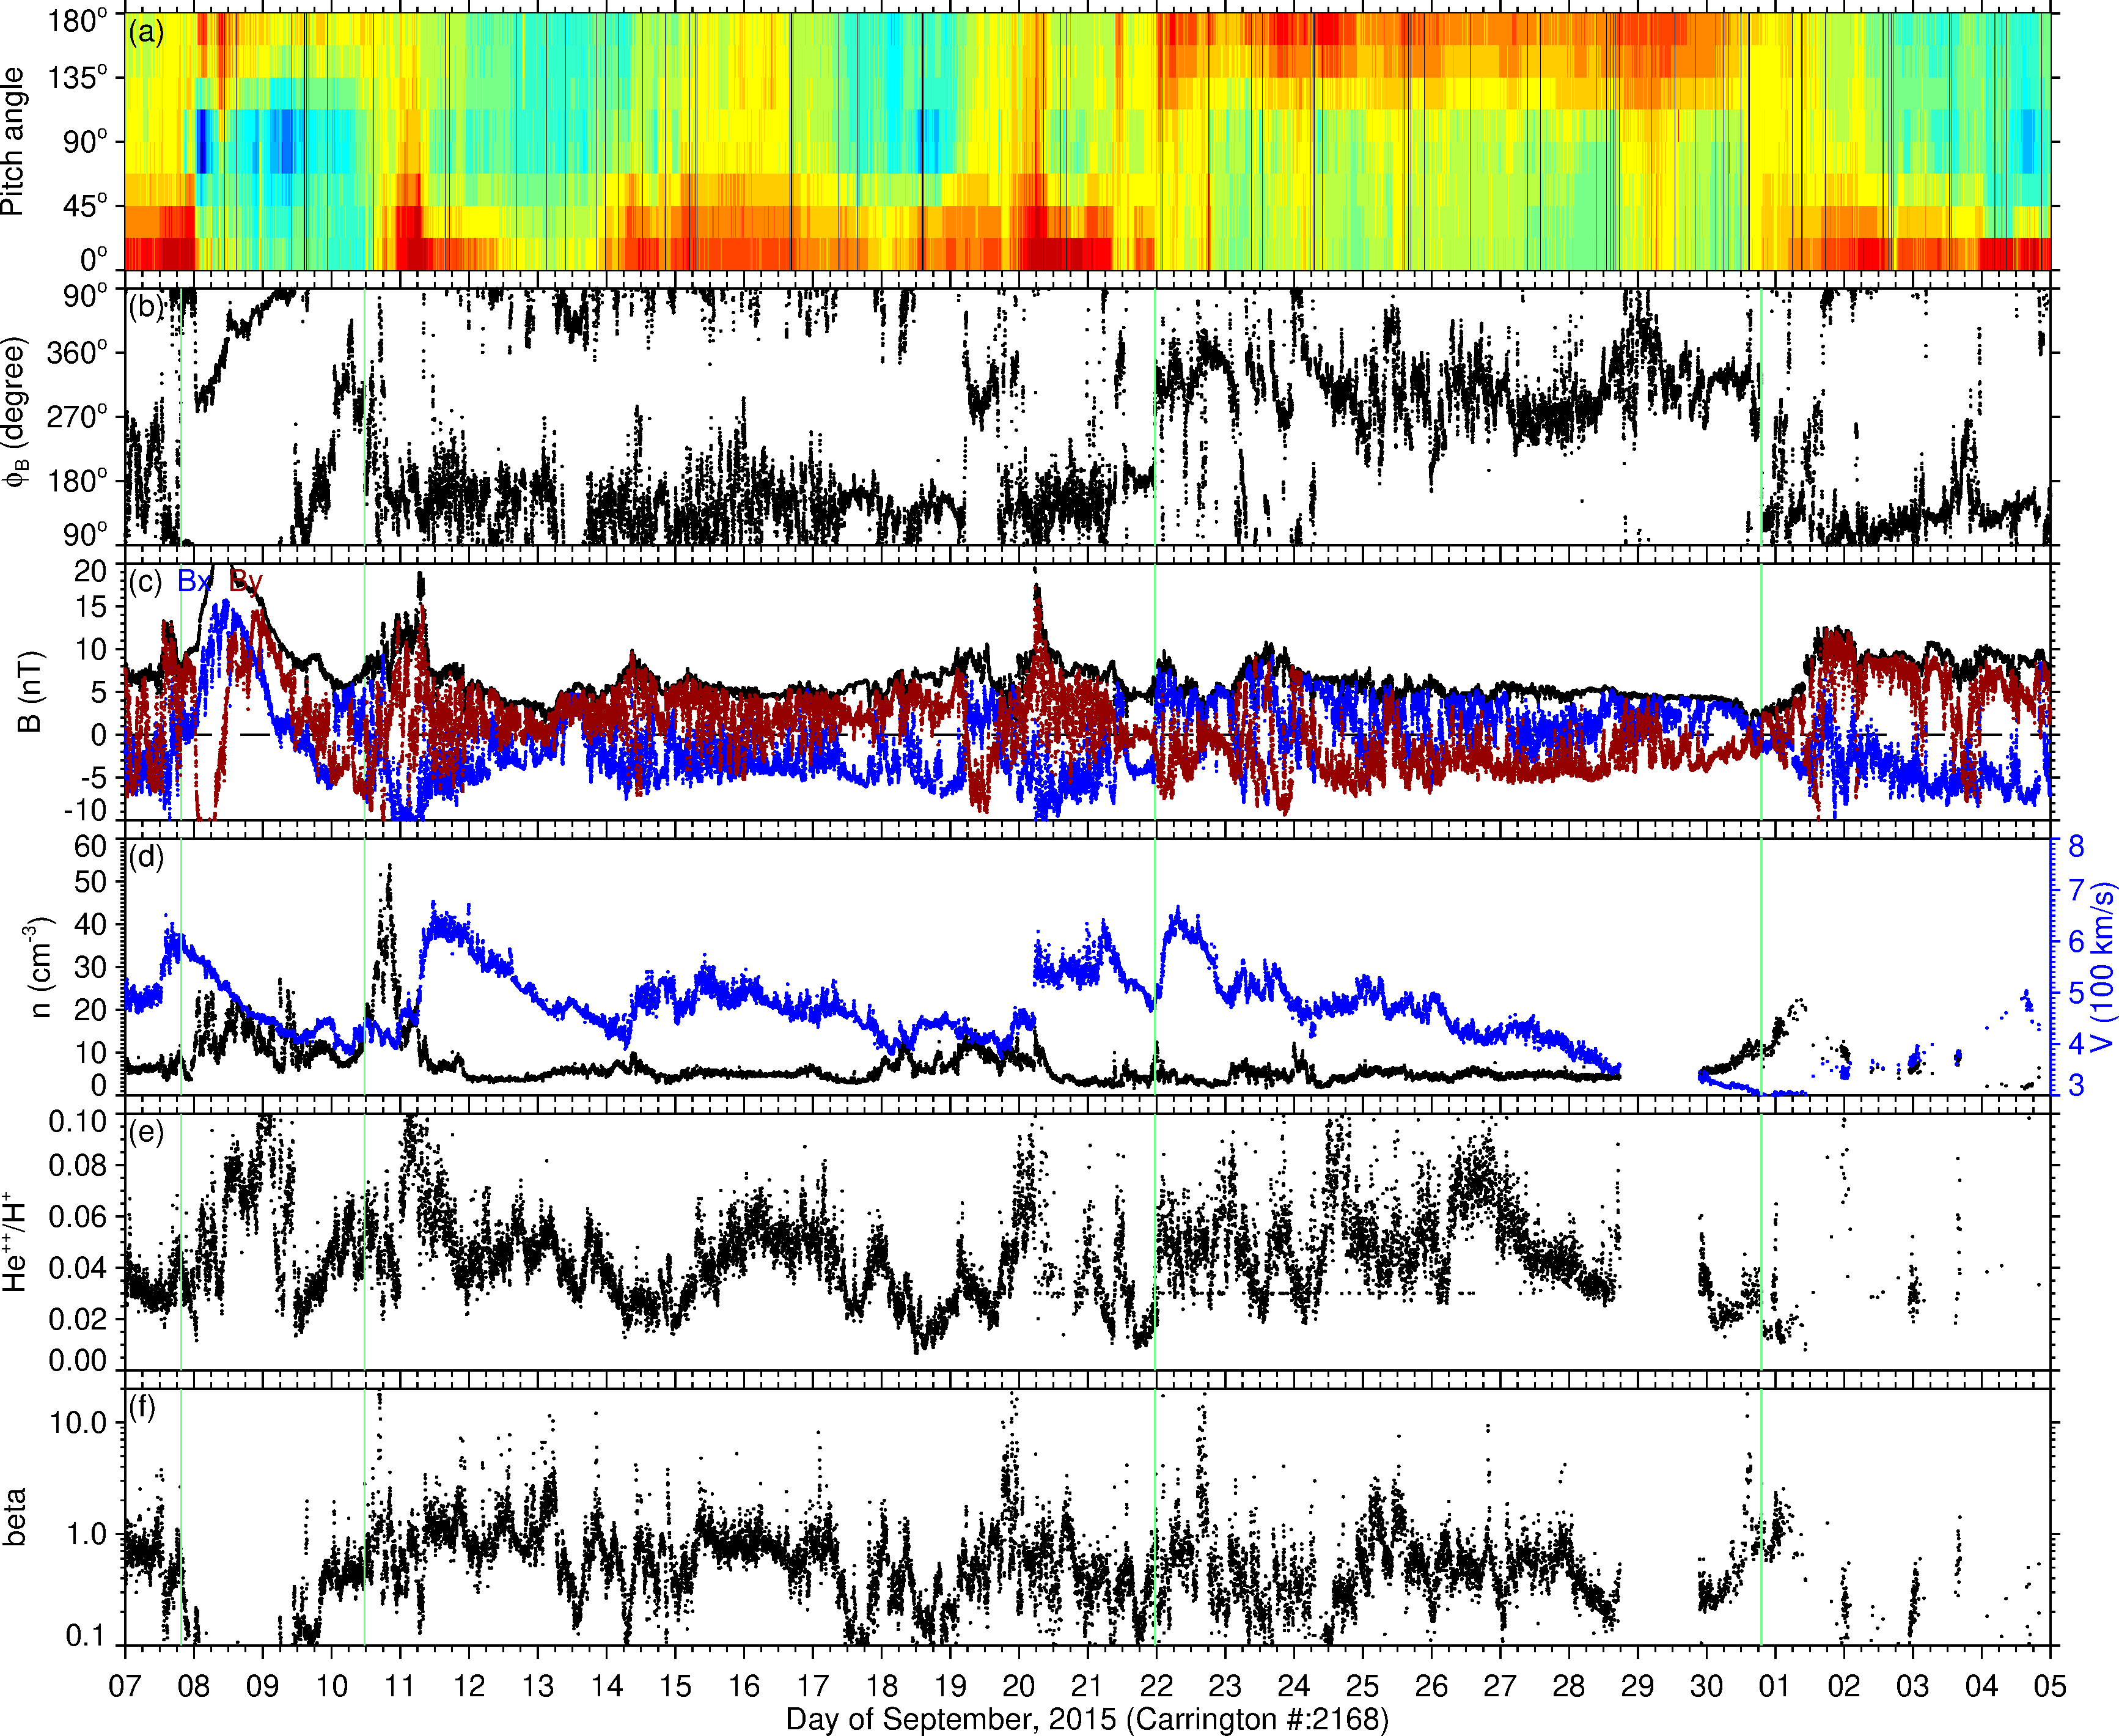 (a)
180°
135°
90°
45°
0°
Pitch angle
(b)
90°
360°
270°
180°
90°
ϕB (degree)
(c)
Bx
By
20
15
10
5
0
-5
-10
B (nT)
(d)
60
50
40
30
20
10
0
n (cm-3)
8
7
6
5
4
3
V (100 km/s)
(e)
0.10
0.08
0.06
0.04
0.02
0.00
He++/H+
(f)
10.0
1.0
0.1
beta
07 08 09 10 11 12 13 14 15 16 17 18 19 20 21 22 23 24 25 26 27 28 29 30 01 02 03 04 05
Day of September, 2015 (Carrington #:2168)